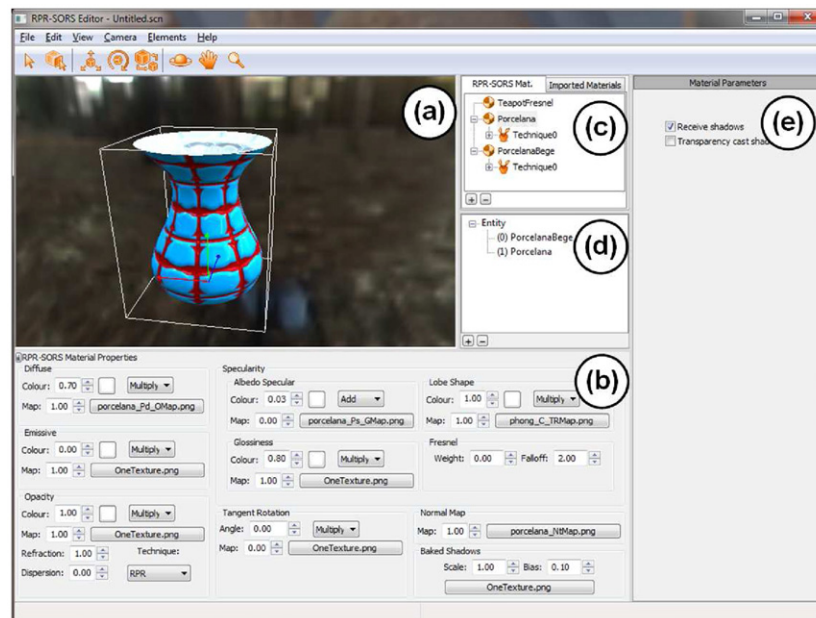 RPR-SORS Editor - Untitled.scn
File Edit View Camera Elements Help
(a)
RPR-SORS Mat. Imported Materials
TeapotFresnel
Porcelana
Technique0
PorcelanaBege
Technique0
(c)
Entity
(0) PorcelanaBege
(1) Porcelana
(d)
Material Parameters
(e)
Receive shadows
Transparency cast shad
RPR-SORS Material Properties
(b)
Diffuse
Colour: 0.70 Multiply
Map: 1.00 porcelana_Pd_OMap.png
Emissive
Colour: 0.00 Multiply
Map: 1.00 OneTexture.png
Opacity
Colour: 1.00 Multiply
Map: 1.00 OneTexture.png
Refraction: 1.00 Technique:
Dispersion: 0.00 RPR
Specularity
Albedo Specular
Colour: 0.03 Add
Map: 0.00 porcelana_Ps_GMap.png
Glossiness
Colour: 0.80 Multiply
Map: 1.00 OneTexture.png
Tangent Rotation
Angle: 0.00 Multiply
Map: 0.00 OneTexture.png
Lobe Shape
Colour: 1.00 Multiply
Map: 1.00 phong_C_TRMap.png
Fresnel
Weight: 0.00 Falloff: 2.00
Normal Map
Map: 1.00 porcelana_NtMap.png
Baked Shadows
Scale: 1.00 Bias: 0.10
OneTexture.png